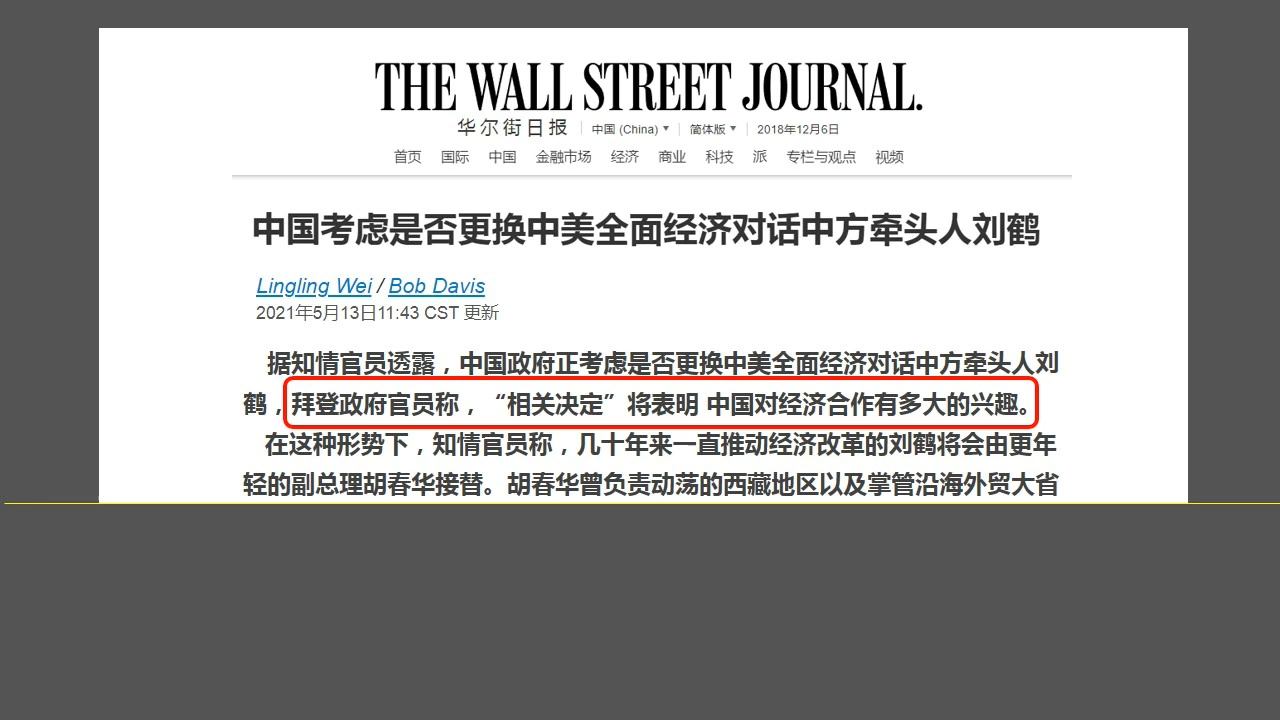 THE WALL STREET JOURNAL.
华尔街日报 中国 (China) 简体版 2018年12月6日
首页 国际 中国 金融市场 经济 商业 科技 派 专栏与观点 视频
中国考虑是否更换中美全面经济对话中方牵头人刘鹤
Lingling Wei / Bob Davis
2021年5月13日11:43 CST 更新
据知情官员透露，中国政府正考虑是否更换中美全面经济对话中方牵头人刘
鹤，拜登政府官员称，“相关决定”将表明 中国对经济合作有多大的兴趣。
在这种形势下，知情官员称，几十年来一直推动经济改革的刘鹤将会由更年
轻的副总理胡春华接替。胡春华曾负责动荡的西藏地区以及掌管沿海外贸大省